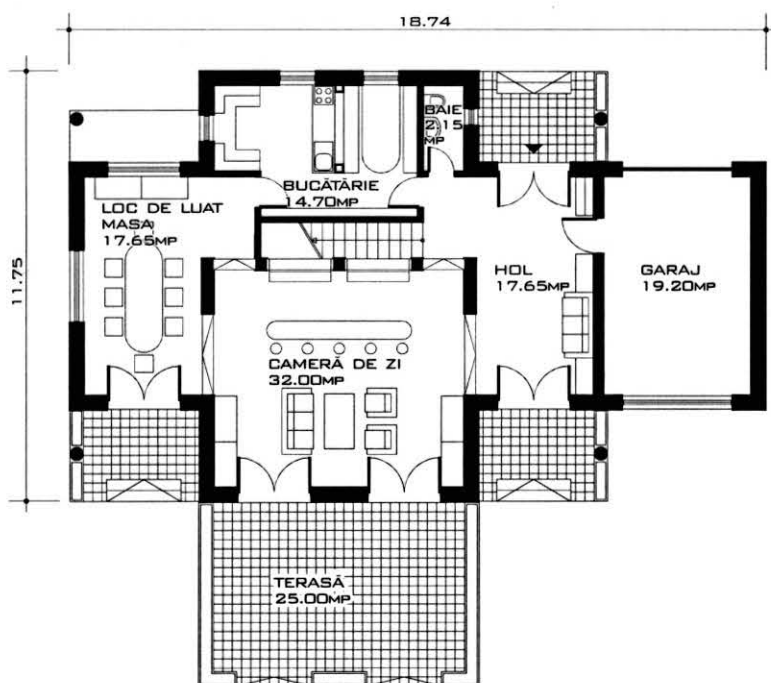 18.74
11.75
BAIE
2.15
MP
BUCĂTĂRIE
14.70MP
LOC DE LUAT
MASA
17.65MP
HOL
17.65MP
GARAJ
19.20MP
CAMERĂ DE ZI
32.00MP
TERASĂ
25.00MP